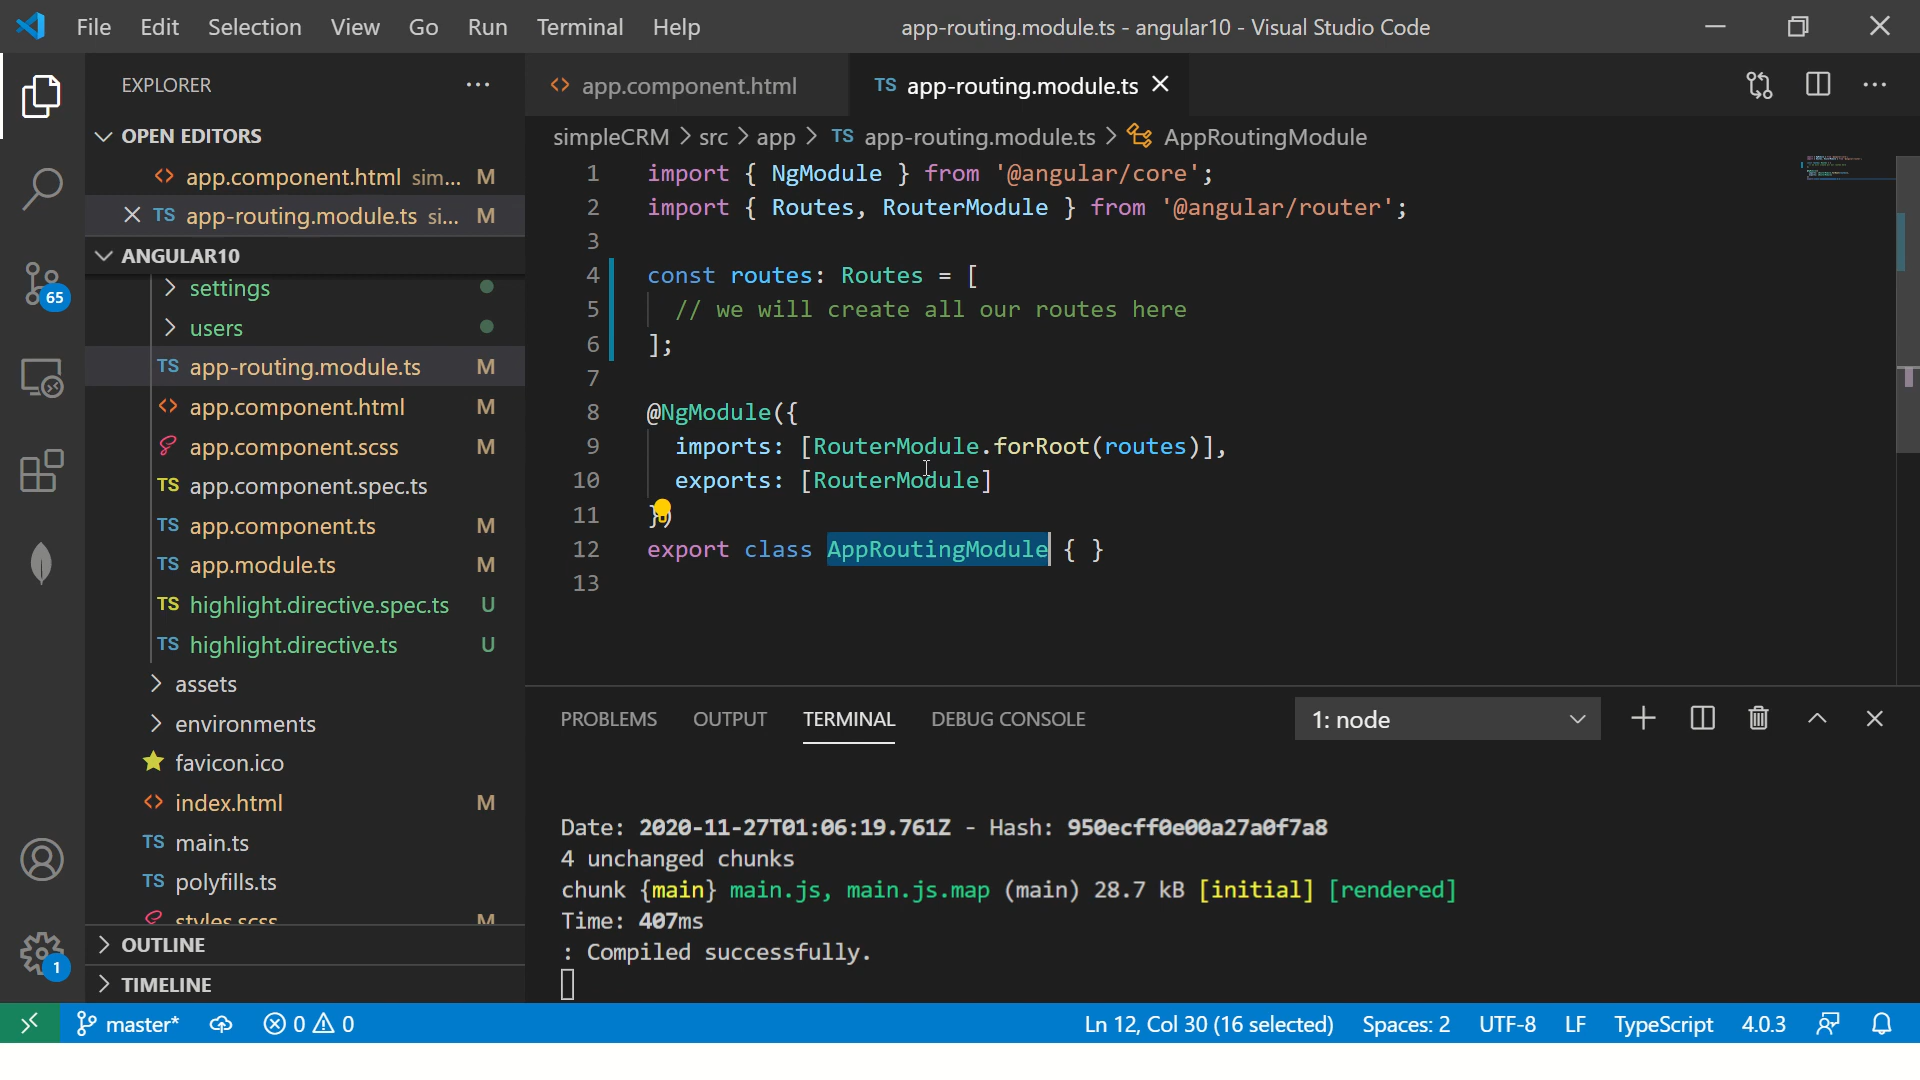 File Edit Selection View Go Run Terminal Help app-routing.module.ts - angular10 - Visual Studio Code
EXPLORER
app.component.html
TS app-routing.module.ts
OPEN EDITORS
app.component.html sim... M
TS app-routing.module.ts si... M
ANGULAR10
settings
users
TS app-routing.module.ts M
app.component.html M
app.component.scss M
TS app.component.spec.ts
TS app.component.ts M
TS app.module.ts M
TS highlight.directive.spec.ts U
TS highlight.directive.ts U
assets
environments
favicon.ico
index.html M
TS main.ts
TS polyfills.ts
styles.scss M
OUTLINE
TIMELINE
65
1
simpleCRM > src > app > TS app-routing.module.ts > AppRoutingModule
1 import { NgModule } from '@angular/core';
2 import { Routes, RouterModule } from '@angular/router';
3
4 const routes: Routes = [
5 // we will create all our routes here
6 ];
7
8 @NgModule({
9 imports: [RouterModule.forRoot(routes)],
10 exports: [RouterModule]
11 })
12 export class AppRoutingModule { }
13
PROBLEMS OUTPUT TERMINAL DEBUG CONSOLE 1: node
Date: 2020-11-27T01:06:19.761Z - Hash: 950ecff0e00a27a0f7a8
4 unchanged chunks
chunk {main} main.js, main.js.map (main) 28.7 kB [initial] [rendered]
Time: 407ms
: Compiled successfully.
master* 0 0 Ln 12, Col 30 (16 selected) Spaces: 2 UTF-8 LF TypeScript 4.0.3